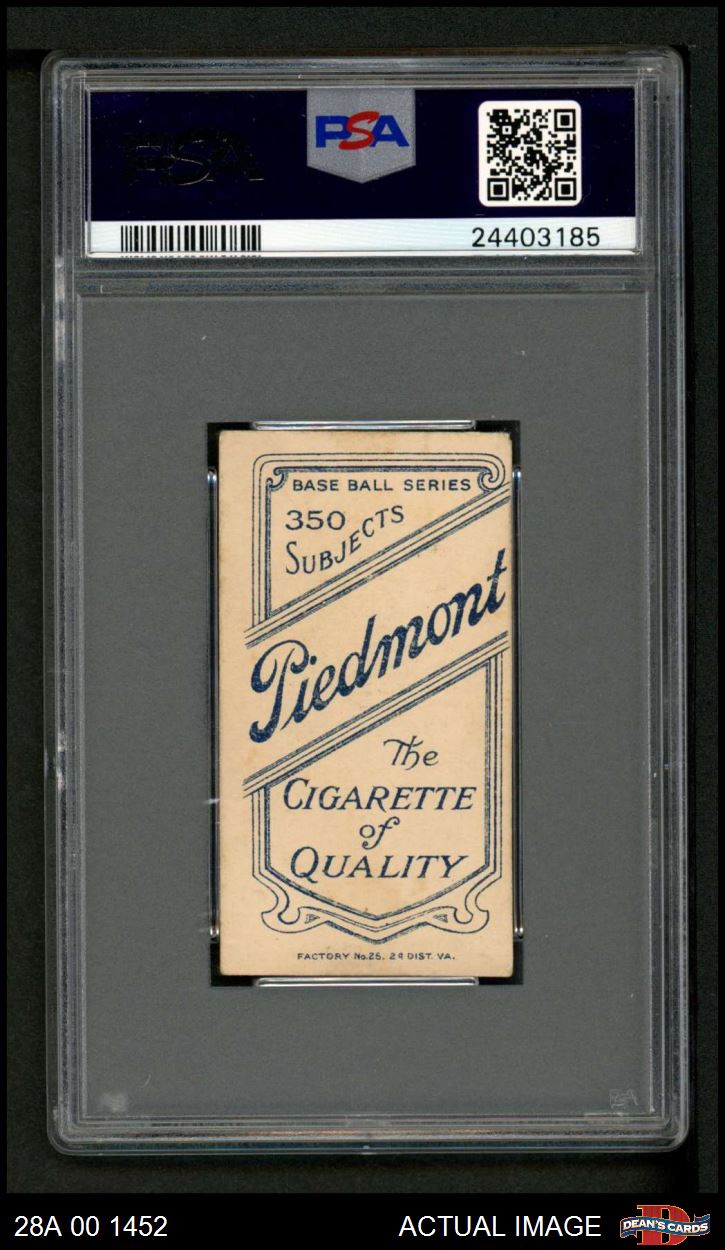 PSA
PSA
24403185
BASE BALL SERIES
350
SUBJECTS
Piedmont
The
CIGARETTE
of
QUALITY
FACTORY No.25, 2d DIST. VA.
28A 00 1452
ACTUAL IMAGE
DEAN'S CARDS